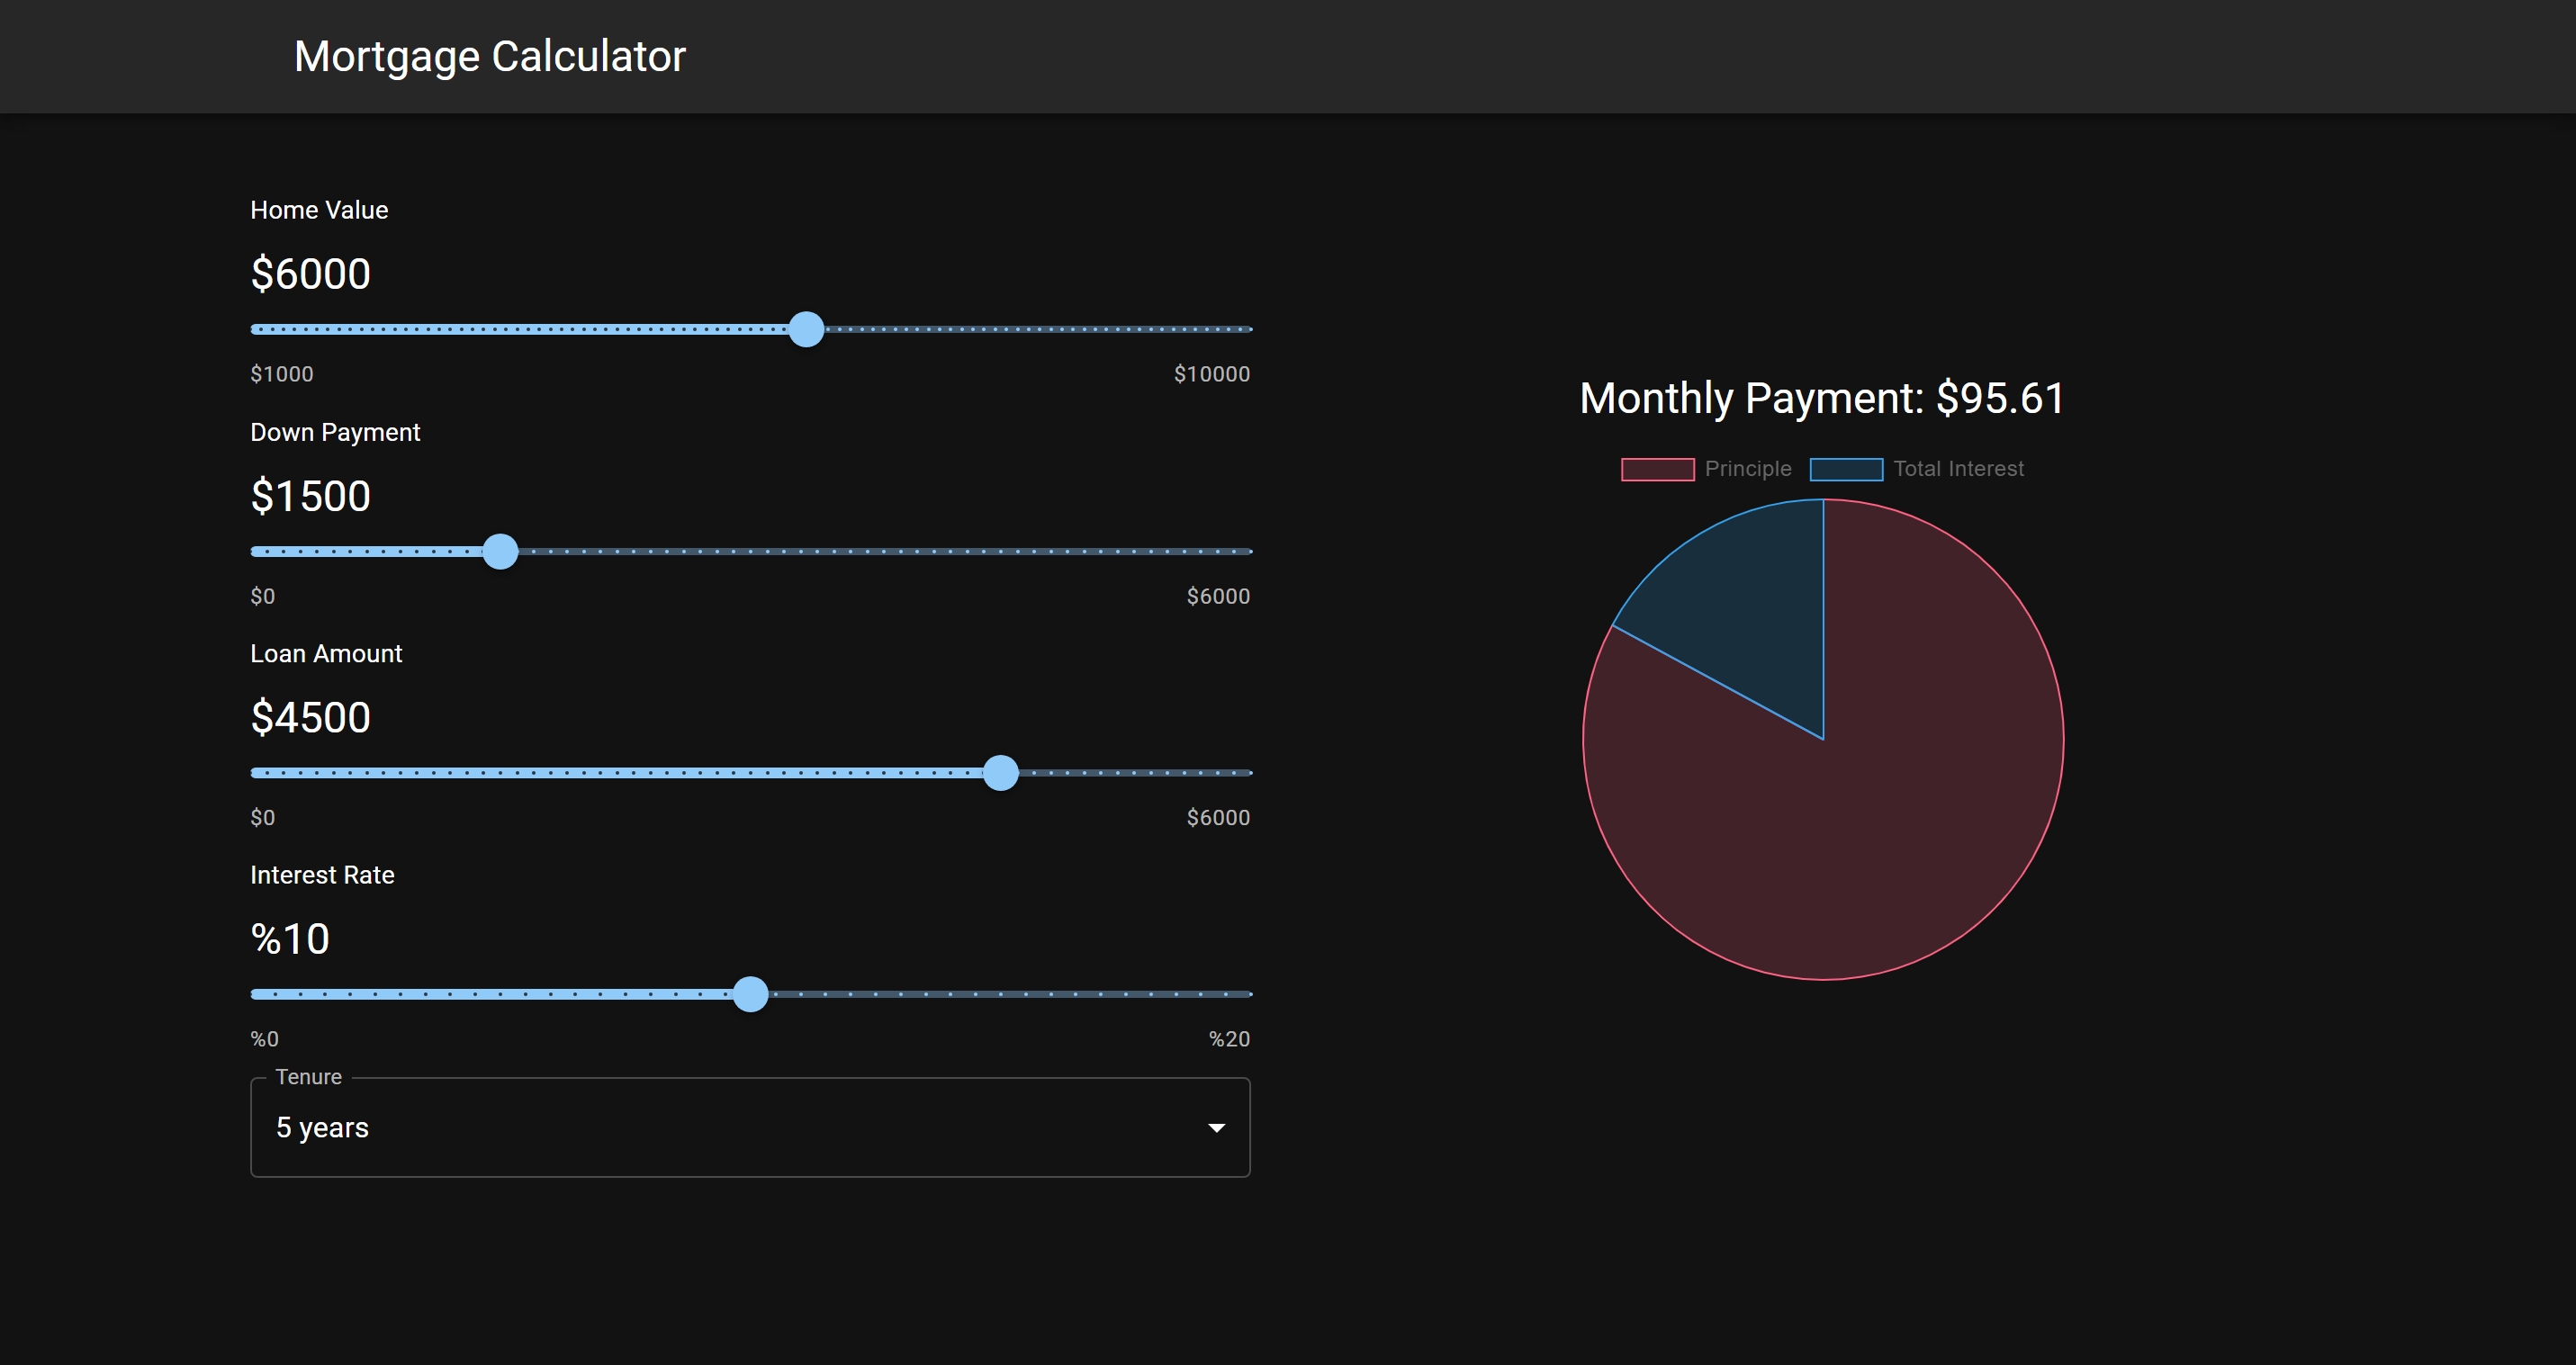 Mortgage Calculator
Home Value
$6000
$1000 $10000
Down Payment
$1500
$0 $6000
Loan Amount
$4500
$0 $6000
Interest Rate
%10
%0 %20
Tenure
5 years
Monthly Payment: $95.61
Principle Total Interest